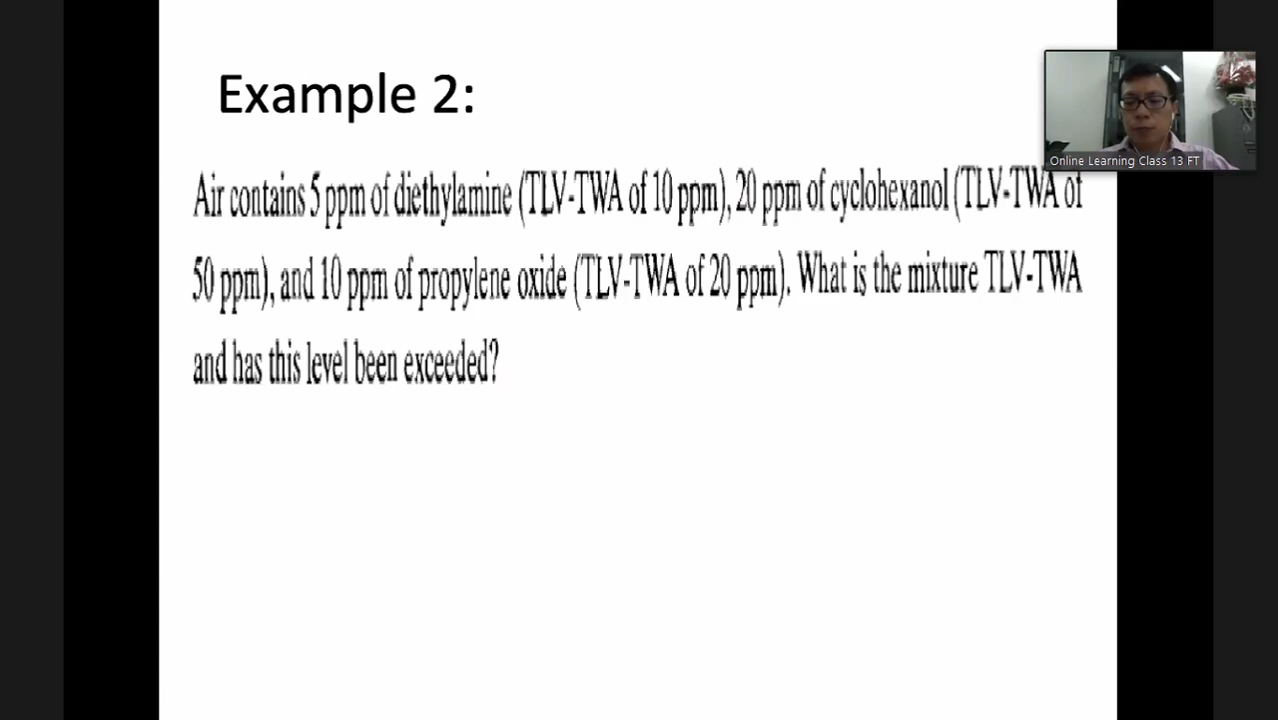 Example 2:
Online Learning Class 13 FT
Air contains 5 ppm of diethylamine (TLV-TWA of 10 ppm), 20 ppm of cyclohexanol (TLV-TWA of
50 ppm), and 10 ppm of propylene oxide (TLV-TWA of 20 ppm). What is the mixture TLV-TWA
and has this level been exceeded?